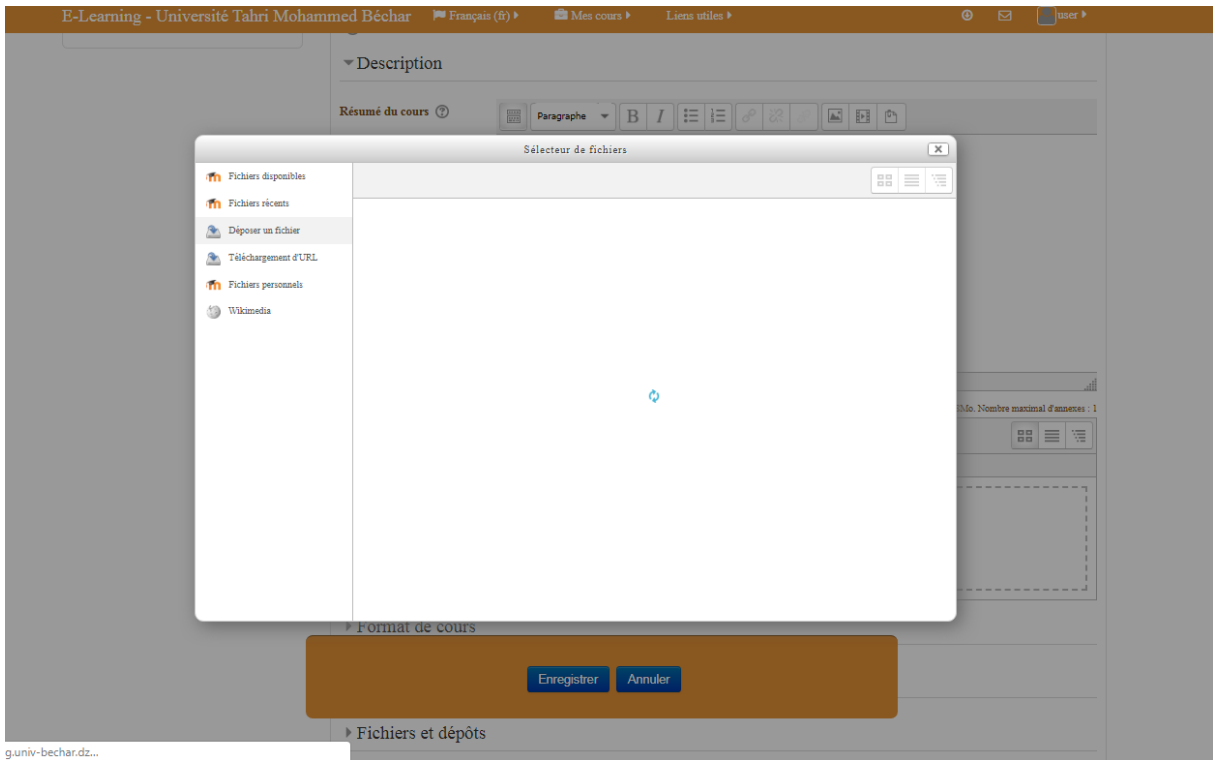 E-Learning - Université Tahri Mohammed Béchar Français (fr) Mes cours Liens utiles user
Description
Résumé du cours
Paragraphe B I
Sélecteur de fichiers
Fichiers disponibles
Fichiers récents
Déposer un fichier
Téléchargement d'URL
Fichiers personnels
Wikimedia
Mo. Nombre maximal d'annexes : 1
Format de cours
Enregistrer Annuler
Fichiers et dépôts
g.univ-bechar.dz...